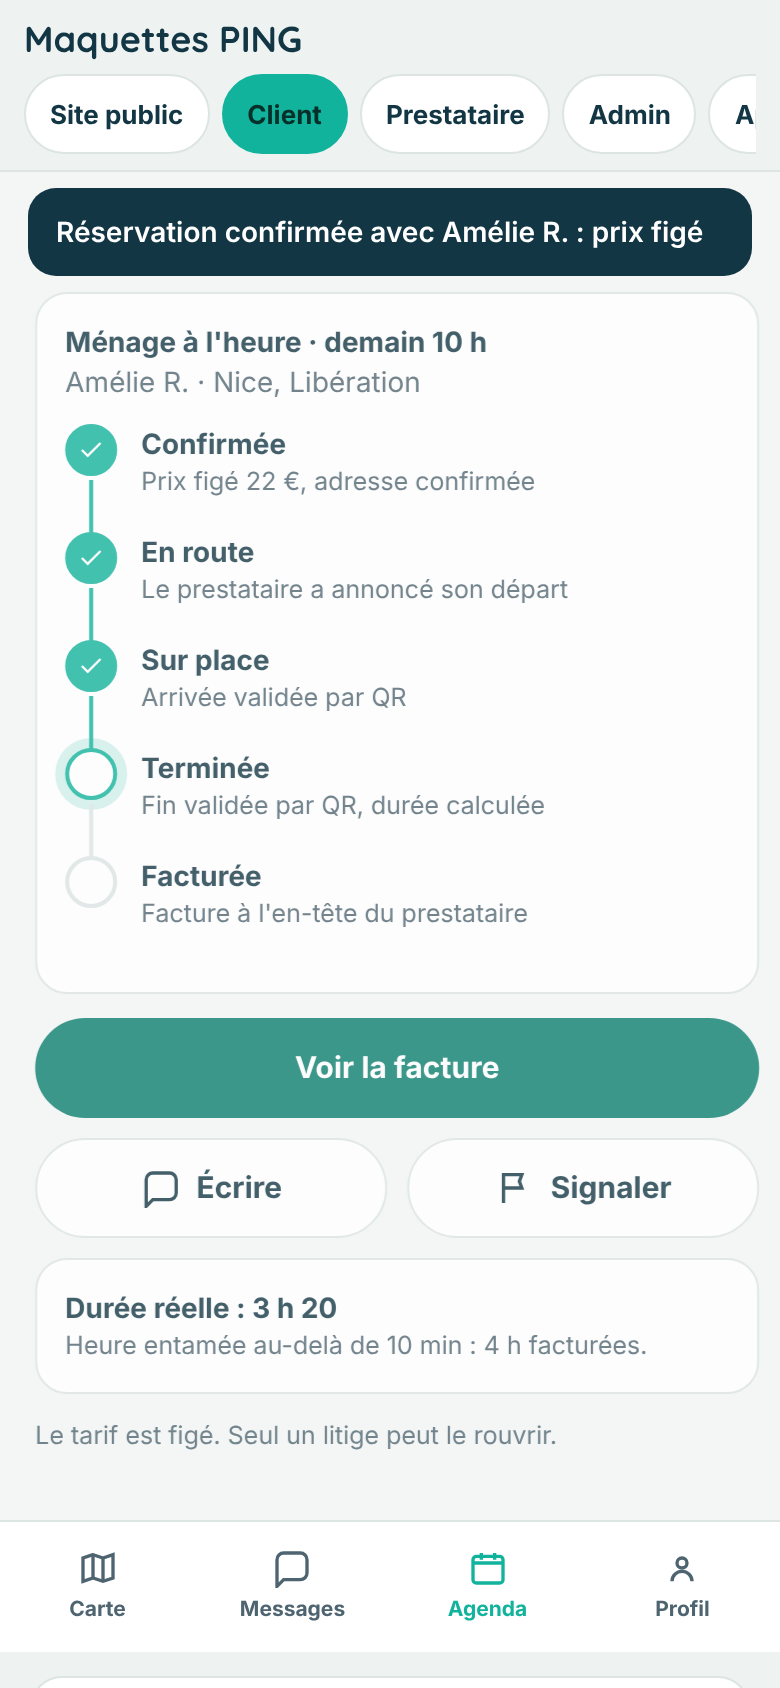 Maquettes PING
Site public
Client
Prestataire
Admin
Réservation confirmée avec Amélie R. : prix figé
Ménage à l'heure · demain 10 h
Amélie R. · Nice, Libération
Confirmée
Prix figé 22 €, adresse confirmée
En route
Le prestataire a annoncé son départ
Sur place
Arrivée validée par QR
Terminée
Fin validée par QR, durée calculée
Facturée
Facture à l'en-tête du prestataire
Voir la facture
Écrire
Signaler
Durée réelle : 3 h 20
Heure entamée au-delà de 10 min : 4 h facturées.
Le tarif est figé. Seul un litige peut le rouvrir.
Carte
Messages
Agenda
Profil